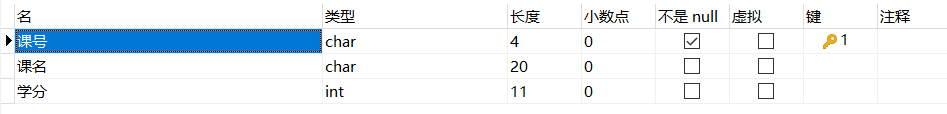 名 类型 长度 小数点 不是 null 虚拟 键 注释
课号 char 4 0 1
课名 char 20 0
学分 int 11 0